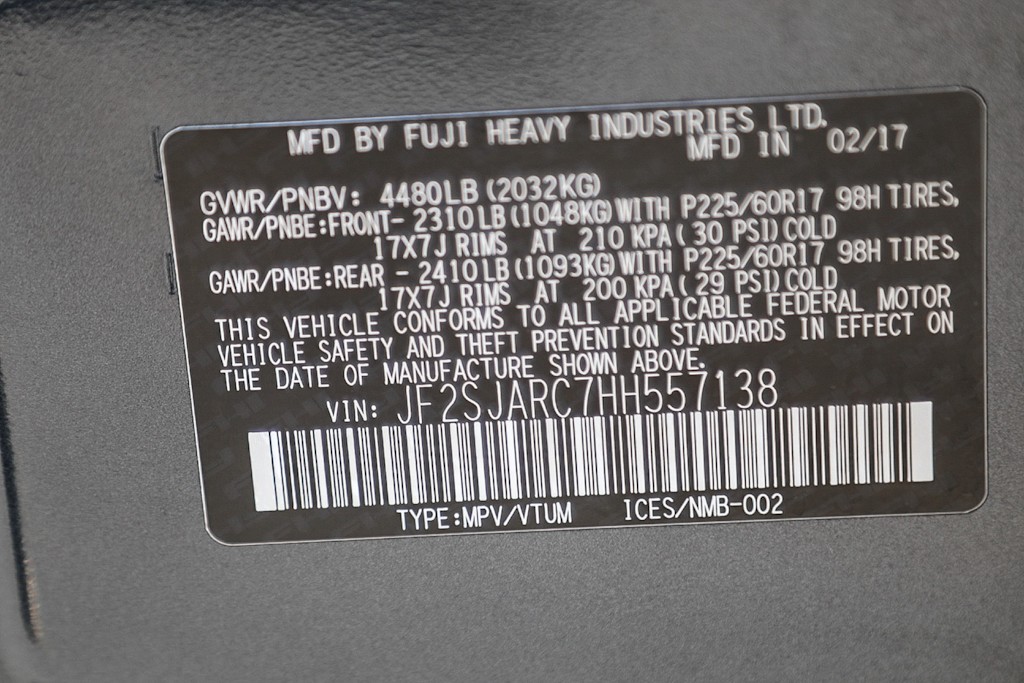 MFD BY FUJI HEAVY INDUSTRIES LTD.
MFD IN 02/17
GVWR/PNBV: 4480LB (2032KG)
GAWR/PNBE:FRONT- 2310LB (1048KG) WITH P225/60R17 98H TIRES,
17X7J RIMS AT 210 KPA ( 30 PSI) COLD
GAWR/PNBE:REAR - 2410LB (1093KG) WITH P225/60R17 98H TIRES,
17X7J RIMS AT 200 KPA ( 29 PSI) COLD
THIS VEHICLE CONFORMS TO ALL APPLICABLE FEDERAL MOTOR
VEHICLE SAFETY AND THEFT PREVENTION STANDARDS IN EFFECT ON
THE DATE OF MANUFACTURE SHOWN ABOVE.
VIN: JF2SJARC7HH557138
TYPE:MPV/VTUM ICES/NMB-002